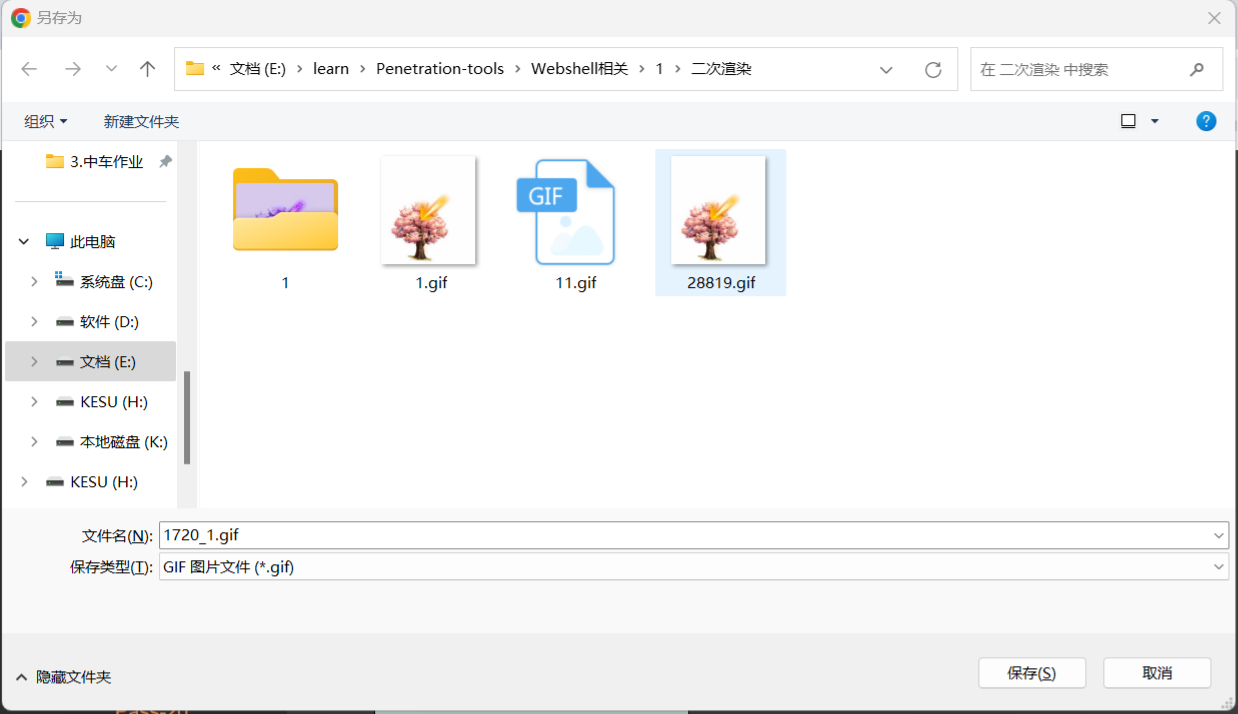 另存为
« 文档 (E:) › learn › Penetration-tools › Webshell相关 › 1 › 二次渲染
在 二次渲染 中搜索
组织
新建文件夹
?
3.中车作业
此电脑
系统盘 (C:)
软件 (D:)
文档 (E:)
KESU (H:)
本地磁盘 (K:)
KESU (H:)
GIF
1
1.gif
11.gif
28819.gif
文件名(N):
1720_1.gif
保存类型(T):
GIF 图片文件 (*.gif)
隐藏文件夹
保存(S)
取消